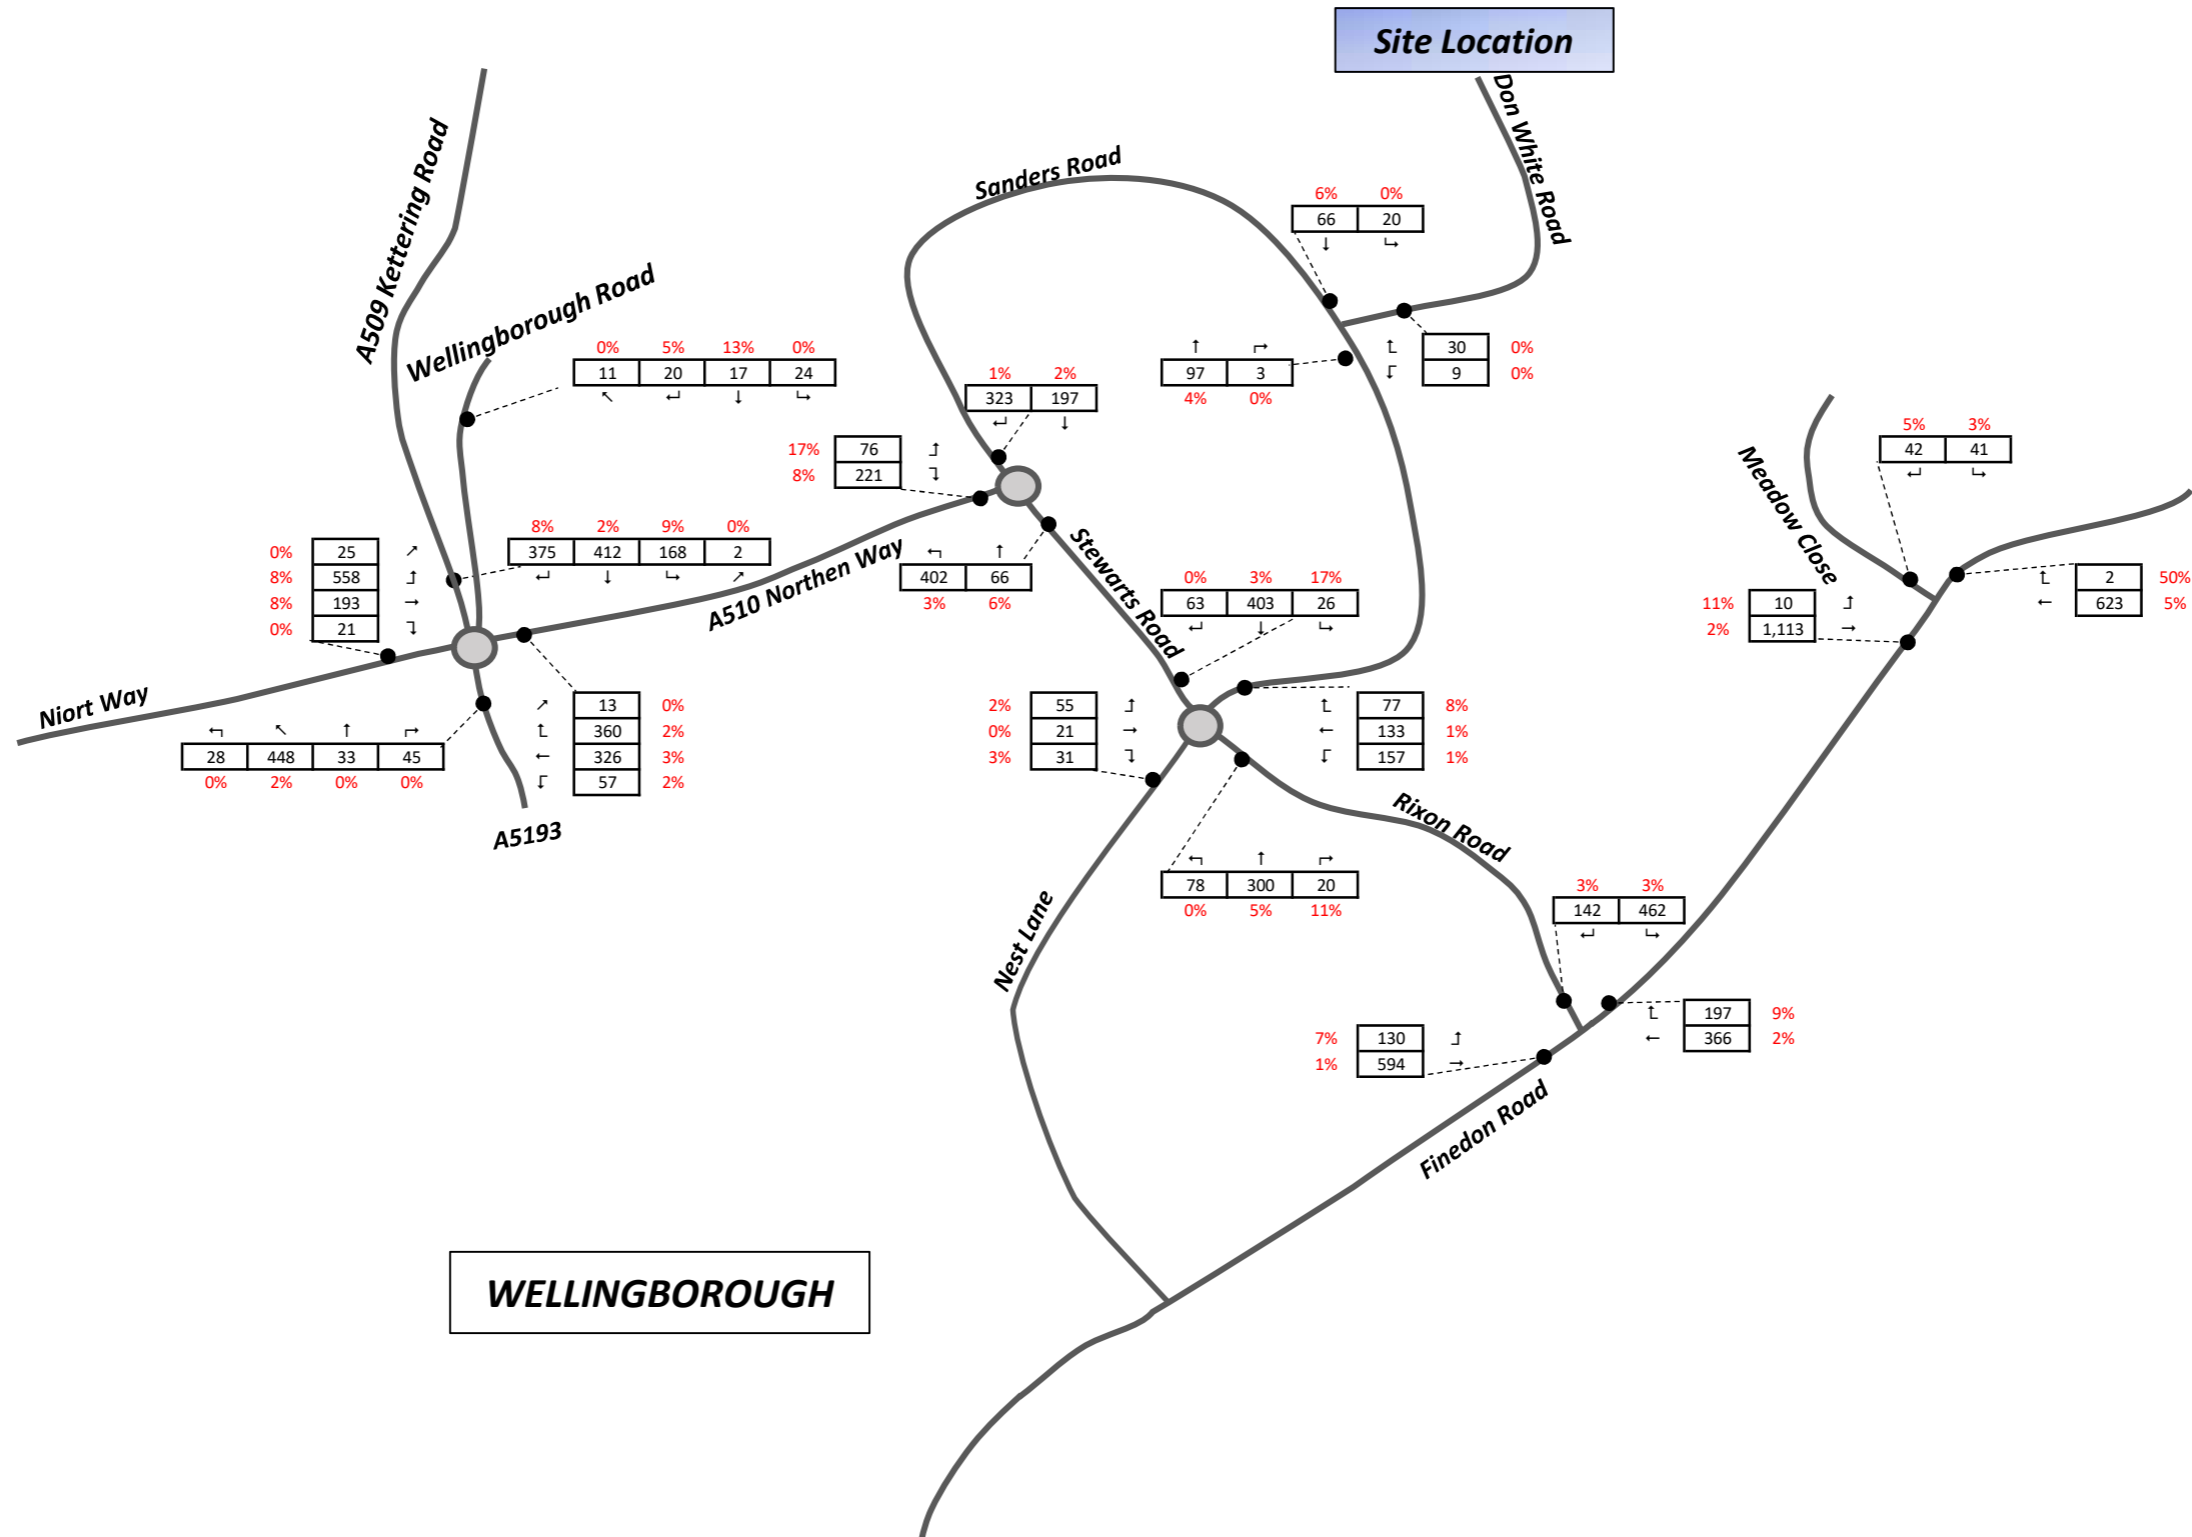 Site Location
Don White Road
Sanders Road
A509 Kettering Road
Wellingborough Road
6% 0%
66 20
↓ ↳
0% 5% 13% 0%
11 20 17 24
↖ ↵ ↓ ↳
1% 2%
323 197
↵ ↓
↑ ↱
97 3
4% 0%
↑ 30 0%
↓ 9 0%
17% 76
8% 221
5% 3%
42 41
↵ ↳
Meadow Close
8% 2% 9% 0%
375 412 168 2
↵ ↓ ↳ ↗
0% 25 ↗
8% 558
8% 193 →
0% 21
A510 Northen Way
↰ ↑
402 66
3% 6%
Stewarts Road
0% 3% 17%
63 403 26
↵ ↓ ↳
2 50%
← 623 5%
11% 10
2% 1,113 →
Niort Way
↰ ↖ ↑ ↱
28 448 33 45
0% 2% 0% 0%
↗ 13 0%
360 2%
← 326 3%
57 2%
A5193
2% 55
0% 21 →
3% 31
77 8%
← 133 1%
157 1%
↰ ↑ ↱
78 300 20
0% 5% 11%
Rixon Road
Nest Lane
3% 3%
142 462
↵ ↳
197 9%
← 366 2%
7% 130
1% 594 →
Finedon Road
WELLINGBOROUGH